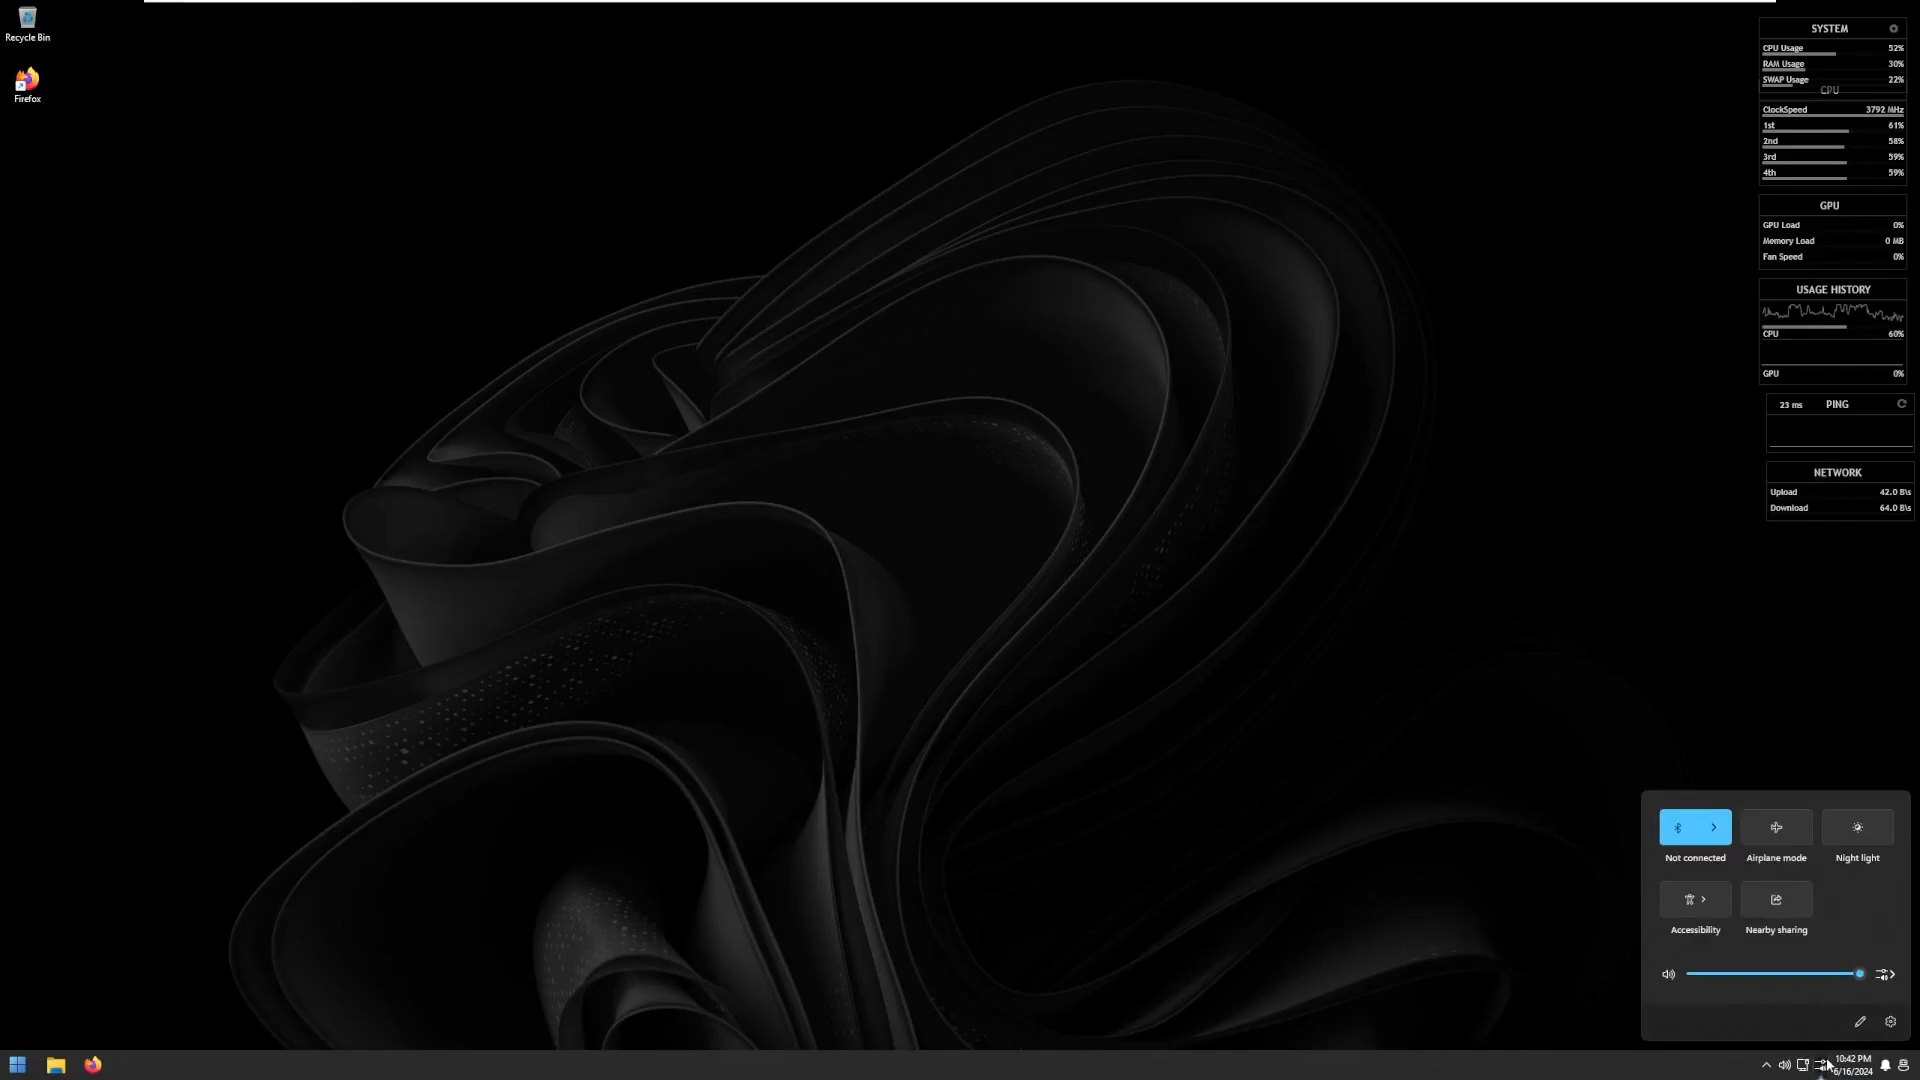 Recycle Bin
Firefox
SYSTEM
CPU Usage 52%
RAM Usage 30%
SWAP Usage 22%
CPU
ClockSpeed 3792 MHz
1st 61%
2nd 58%
3rd 59%
4th 59%
GPU
GPU Load 0%
Memory Load 0 MB
Fan Speed 0%
USAGE HISTORY
CPU 60%
GPU 0%
23 ms PING
NETWORK
Upload 42.0 B\s
Download 64.0 B\s
Not connected Airplane mode Night light
Accessibility Nearby sharing
10:42 PM
6/16/2024